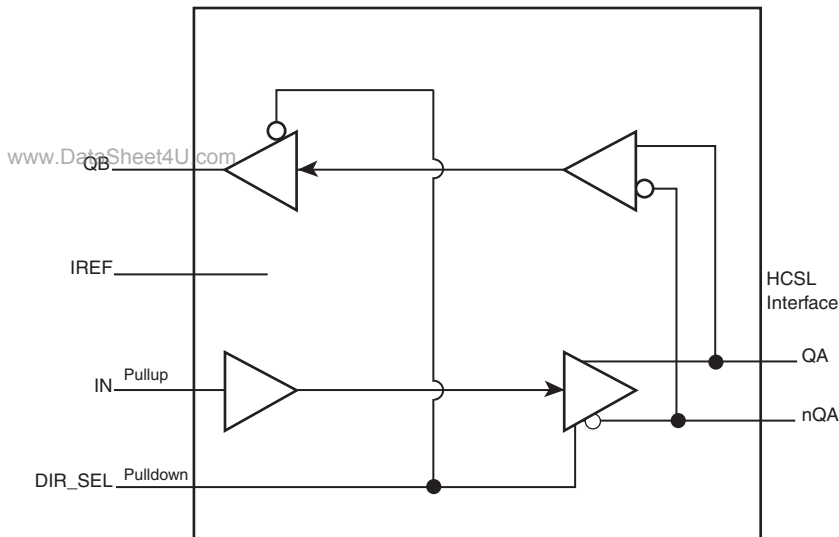 www.DataSheet4U.com
QB
IREF
HCSL
Interface
QA
IN Pullup
nQA
DIR_SEL Pulldown